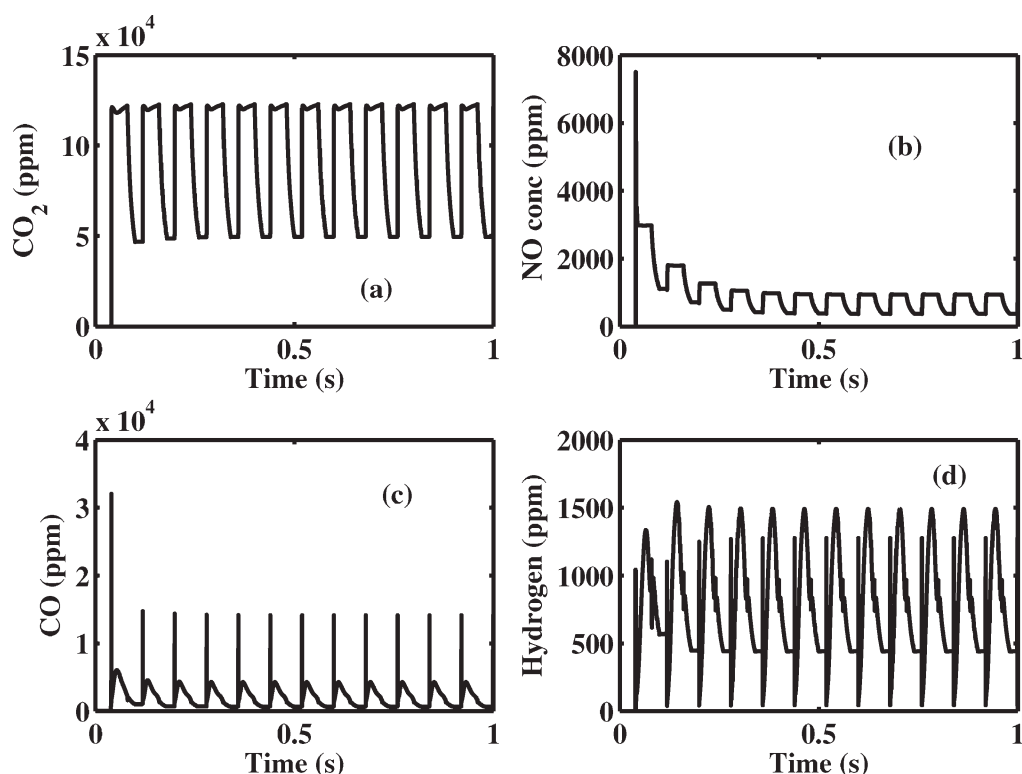 x 10^4
15
10
5
0
CO_2 (ppm)
(a)
0 0.5 1
Time (s)
8000
6000
4000
2000
0
NO conc (ppm)
(b)
0 0.5 1
Time (s)
x 10^4
4
3
2
1
0
CO (ppm)
(c)
0 0.5 1
Time (s)
2000
1500
1000
500
0
Hydrogen (ppm)
(d)
0 0.5 1
Time (s)